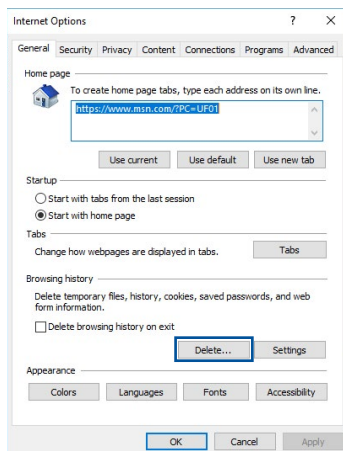 Internet Options ? X
General Security Privacy Content Connections Programs Advanced
Home page
To create home page tabs, type each address on its own line.
https://www.msn.com/?PC=UF01
Use current Use default Use new tab
Startup
Start with tabs from the last session
Start with home page
Tabs
Change how webpages are displayed in tabs. Tabs
Browsing history
Delete temporary files, history, cookies, saved passwords, and web
form information.
Delete browsing history on exit
Delete... Settings
Appearance
Colors Languages Fonts Accessibility
OK Cancel Apply